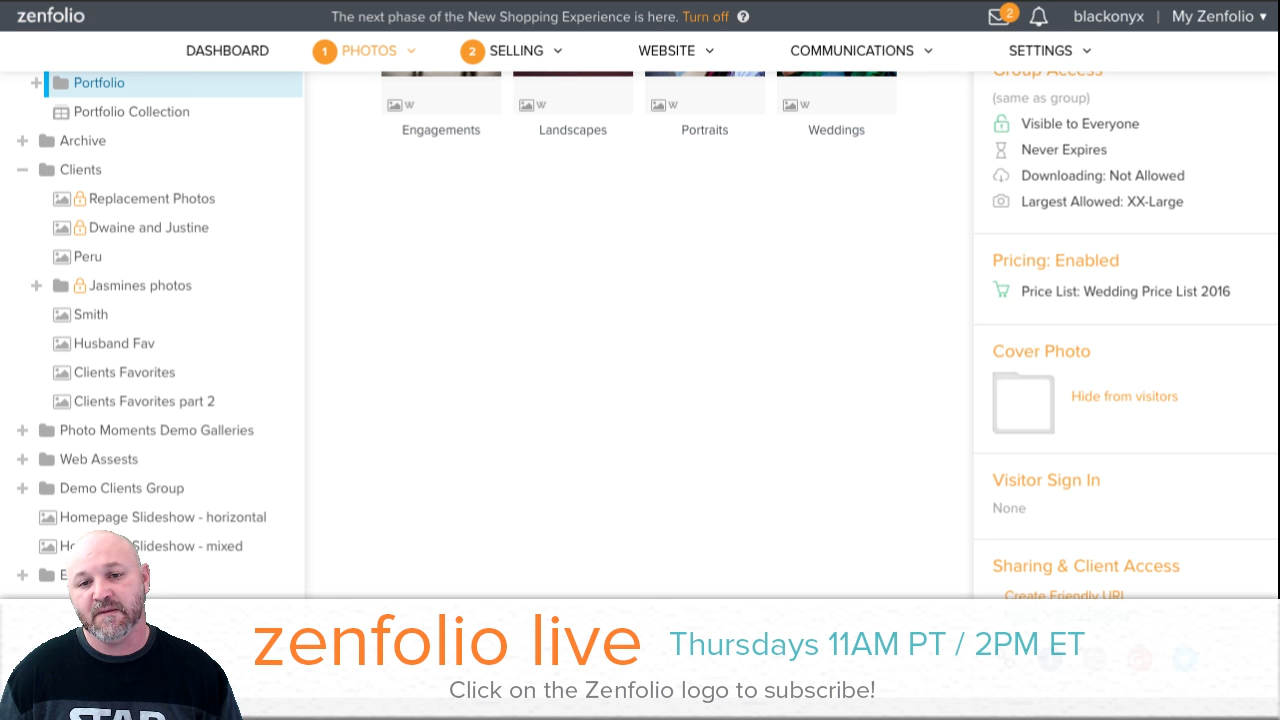 zenfolio
The next phase of the New Shopping Experience is here. Turn off ?
2
blackonyx | My Zenfolio
DASHBOARD
1 PHOTOS
2 SELLING
WEBSITE
COMMUNICATIONS
SETTINGS
Portfolio
Portfolio Collection
Archive
Clients
Replacement Photos
Dwaine and Justine
Peru
Jasmines photos
Smith
Husband Fav
Clients Favorites
Clients Favorites part 2
Photo Moments Demo Galleries
Web Assests
Demo Clients Group
Homepage Slideshow - horizontal
Slideshow - mixed
W
W
W
W
Engagements
Landscapes
Portraits
Weddings
Group Access
(same as group)
Visible to Everyone
Never Expires
Downloading: Not Allowed
Largest Allowed: XX-Large
Pricing: Enabled
Price List: Wedding Price List 2016
Cover Photo
Hide from visitors
Visitor Sign In
None
Sharing & Client Access
Create Friendly URL
zenfolio live
Thursdays 11AM PT / 2PM ET
Click on the Zenfolio logo to subscribe!
STAR